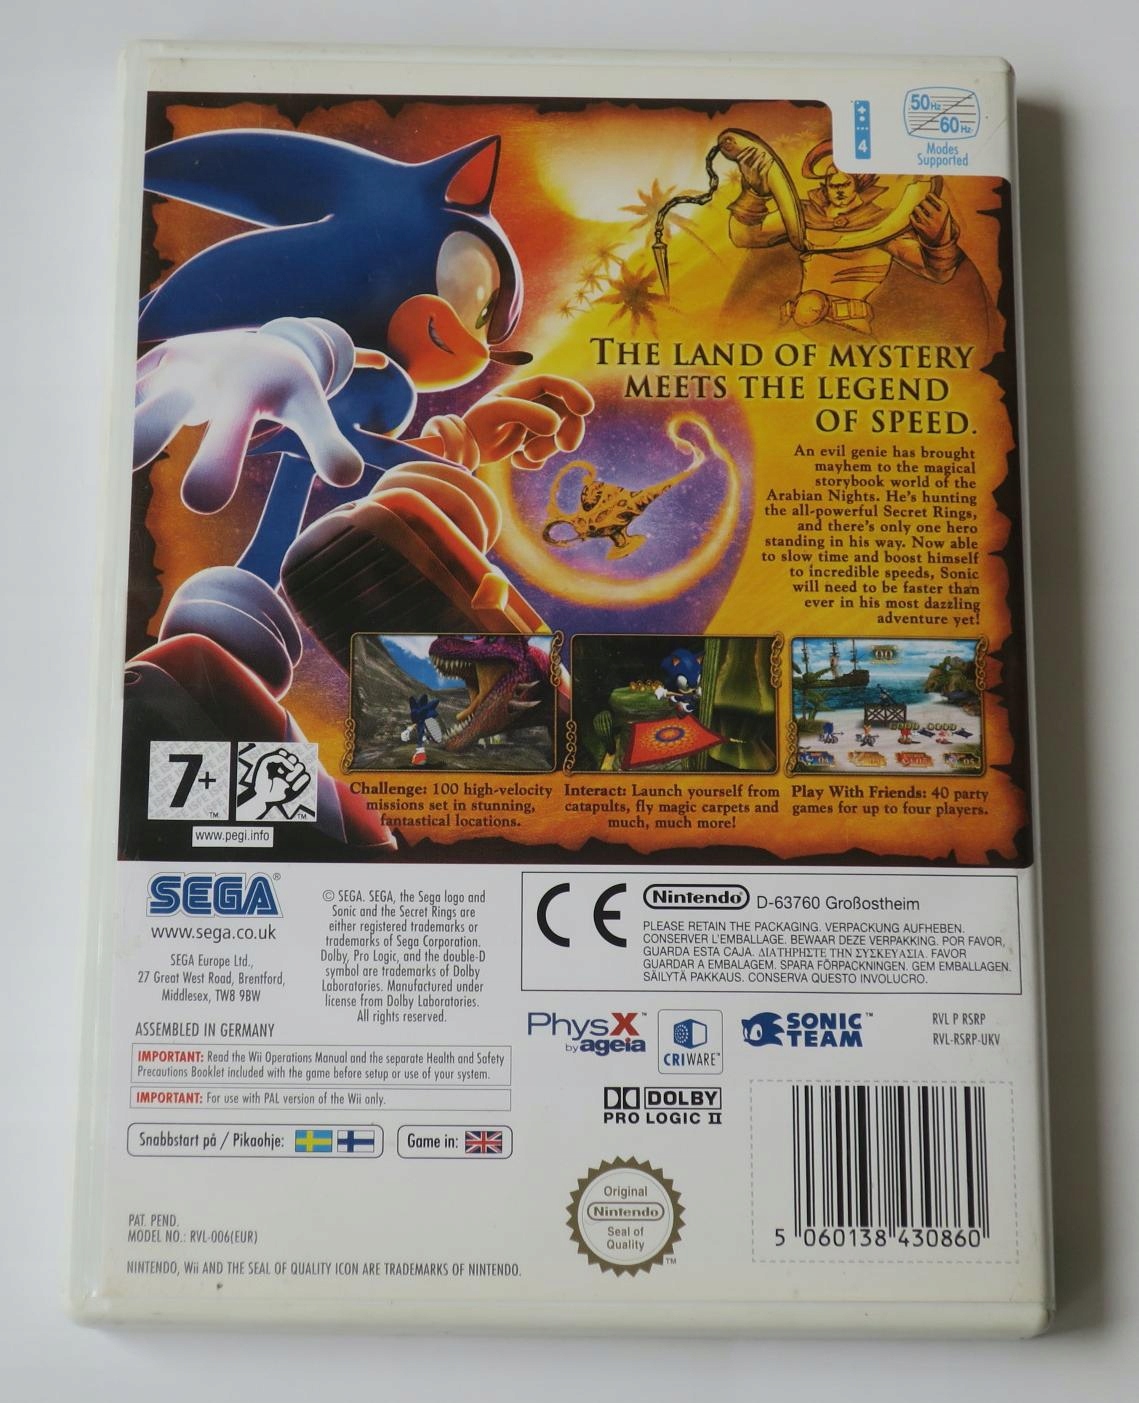 50Hz
60Hz
Modes
Supported
4
THE LAND OF MYSTERY
MEETS THE LEGEND
OF SPEED.
An evil genie has brought
mayhem to the magical
storybook world of the
Arabian Nights. He's hunting
the all-powerful Secret Rings,
and there's only one hero
standing in his way. Now able
to slow time and boost himself
to incredible speeds, Sonic
will need to be faster than
ever in his most dazzling
adventure yet!
Challenge: 100 high-velocity
missions set in stunning,
fantastical locations.
Interact: Launch yourself from
catapults, fly magic carpets and
much, much more!
Play With Friends: 40 party
games for up to four players.
7+
TM
TM
www.pegi.info
SEGA®
www.sega.co.uk
SEGA Europe Ltd.,
27 Great West Road, Brentford,
Middlesex, TW8 9BW
© SEGA. SEGA, the Sega logo and
Sonic and the Secret Rings are
either registered trademarks or
trademarks of Sega Corporation.
Dolby, Pro Logic, and the double-D
symbol are trademarks of Dolby
Laboratories. Manufactured under
license from Dolby Laboratories.
All rights reserved.
CE
Nintendo® D-63760 Großostheim
PLEASE RETAIN THE PACKAGING. VERPACKUNG AUFHEBEN.
CONSERVER L'EMBALLAGE. BEWAAR DEZE VERPAKKING. POR FAVOR,
GUARDA ESTA CAJA. ΔΙΑΤΗΡΗΣΤΕ ΤΗΝ ΣΥΣΚΕΥΑΣΙΑ. FAVOR
GUARDAR A EMBALAGEM. SPARA FÖRPACKNINGEN. GEM EMBALLAGEN.
SÄILYTÄ PAKKAUS. CONSERVA QUESTO INVOLUCRO.
ASSEMBLED IN GERMANY
IMPORTANT: Read the Wii Operations Manual and the separate Health and Safety
Precautions Booklet included with the game before setup or use of your system.
IMPORTANT: For use with PAL version of the Wii only.
Snabbstart på / Pikaohje:
Game in:
PhysX™
by ageia
CRIWARE™
SONIC™
TEAM
RVL P RSRP
RVL-RSRP-UKV
DOLBY
PRO LOGIC II
PAT. PEND.
MODEL NO.: RVL-006(EUR)
NINTENDO, Wii AND THE SEAL OF QUALITY ICON ARE TRADEMARKS OF NINTENDO.
Original
Nintendo
Seal of
Quality
TM
5 060138 430860